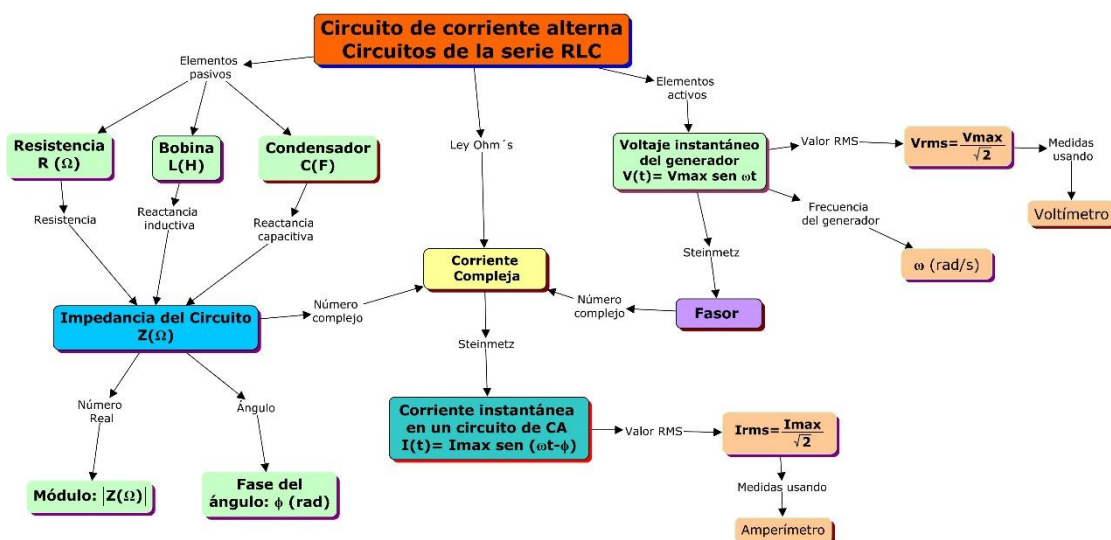 Circuito de corriente alterna
Circuitos de la serie RLC
Elementos
pasivos
Elementos
activos
Ley Ohm´s
Resistencia
R (Ω)
Bobina
L(H)
Condensador
C(F)
Voltaje instantáneo
del generador
V(t)= Vmax sen ωt
Valor RMS
Vrms=Vmax/√2
Medidas
usando
Voltímetro
Frecuencia
del generador
ω (rad/s)
Resistencia
Reactancia
inductiva
Reactancia
capacitiva
Steinmetz
Corriente
Compleja
Impedancia del Circuito
Z(Ω)
Número
complejo
Número
complejo
Fasor
Steinmetz
Número
Real
Ángulo
Corriente instantánea
en un circuito de CA
I(t)= Imax sen (ωt-ϕ)
Valor RMS
Irms=Imax/√2
Módulo: |Z(Ω)|
Fase del
ángulo: ϕ (rad)
Medidas usando
Amperímetro